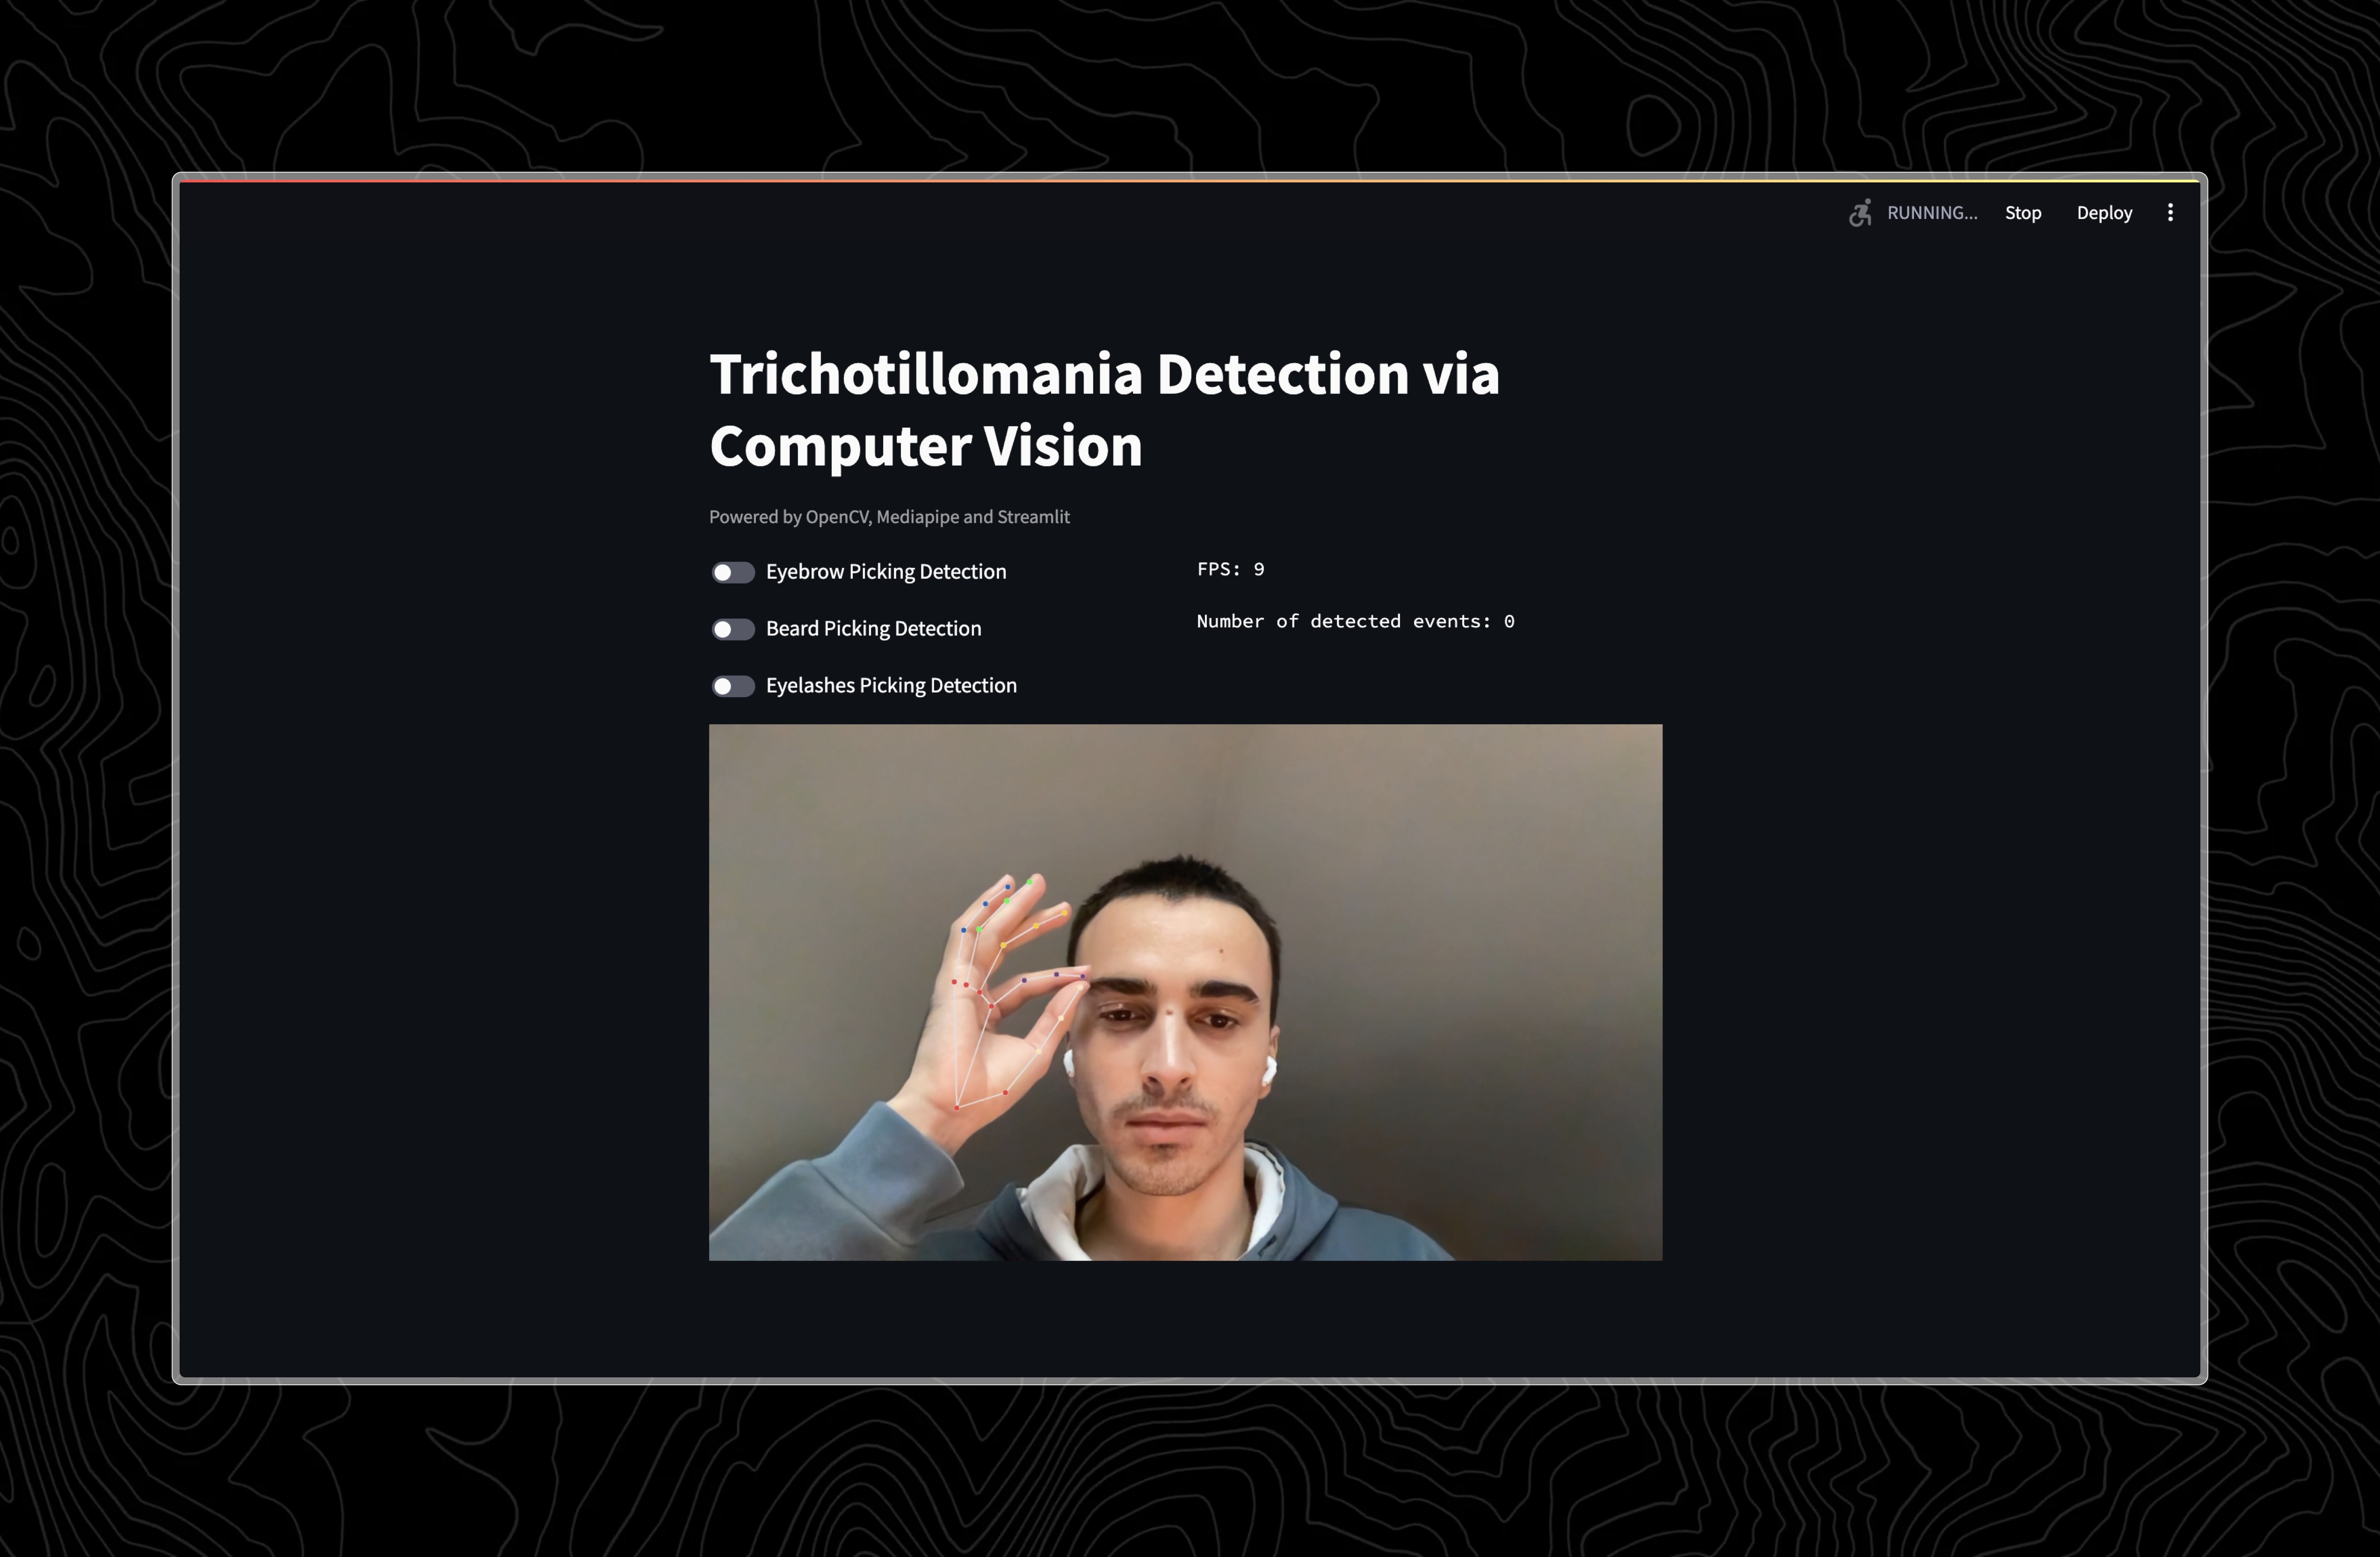 RUNNING... Stop Deploy
Trichotillomania Detection via
Computer Vision
Powered by OpenCV, Mediapipe and Streamlit
Eyebrow Picking Detection
Beard Picking Detection
Eyelashes Picking Detection
FPS: 9
Number of detected events: 0